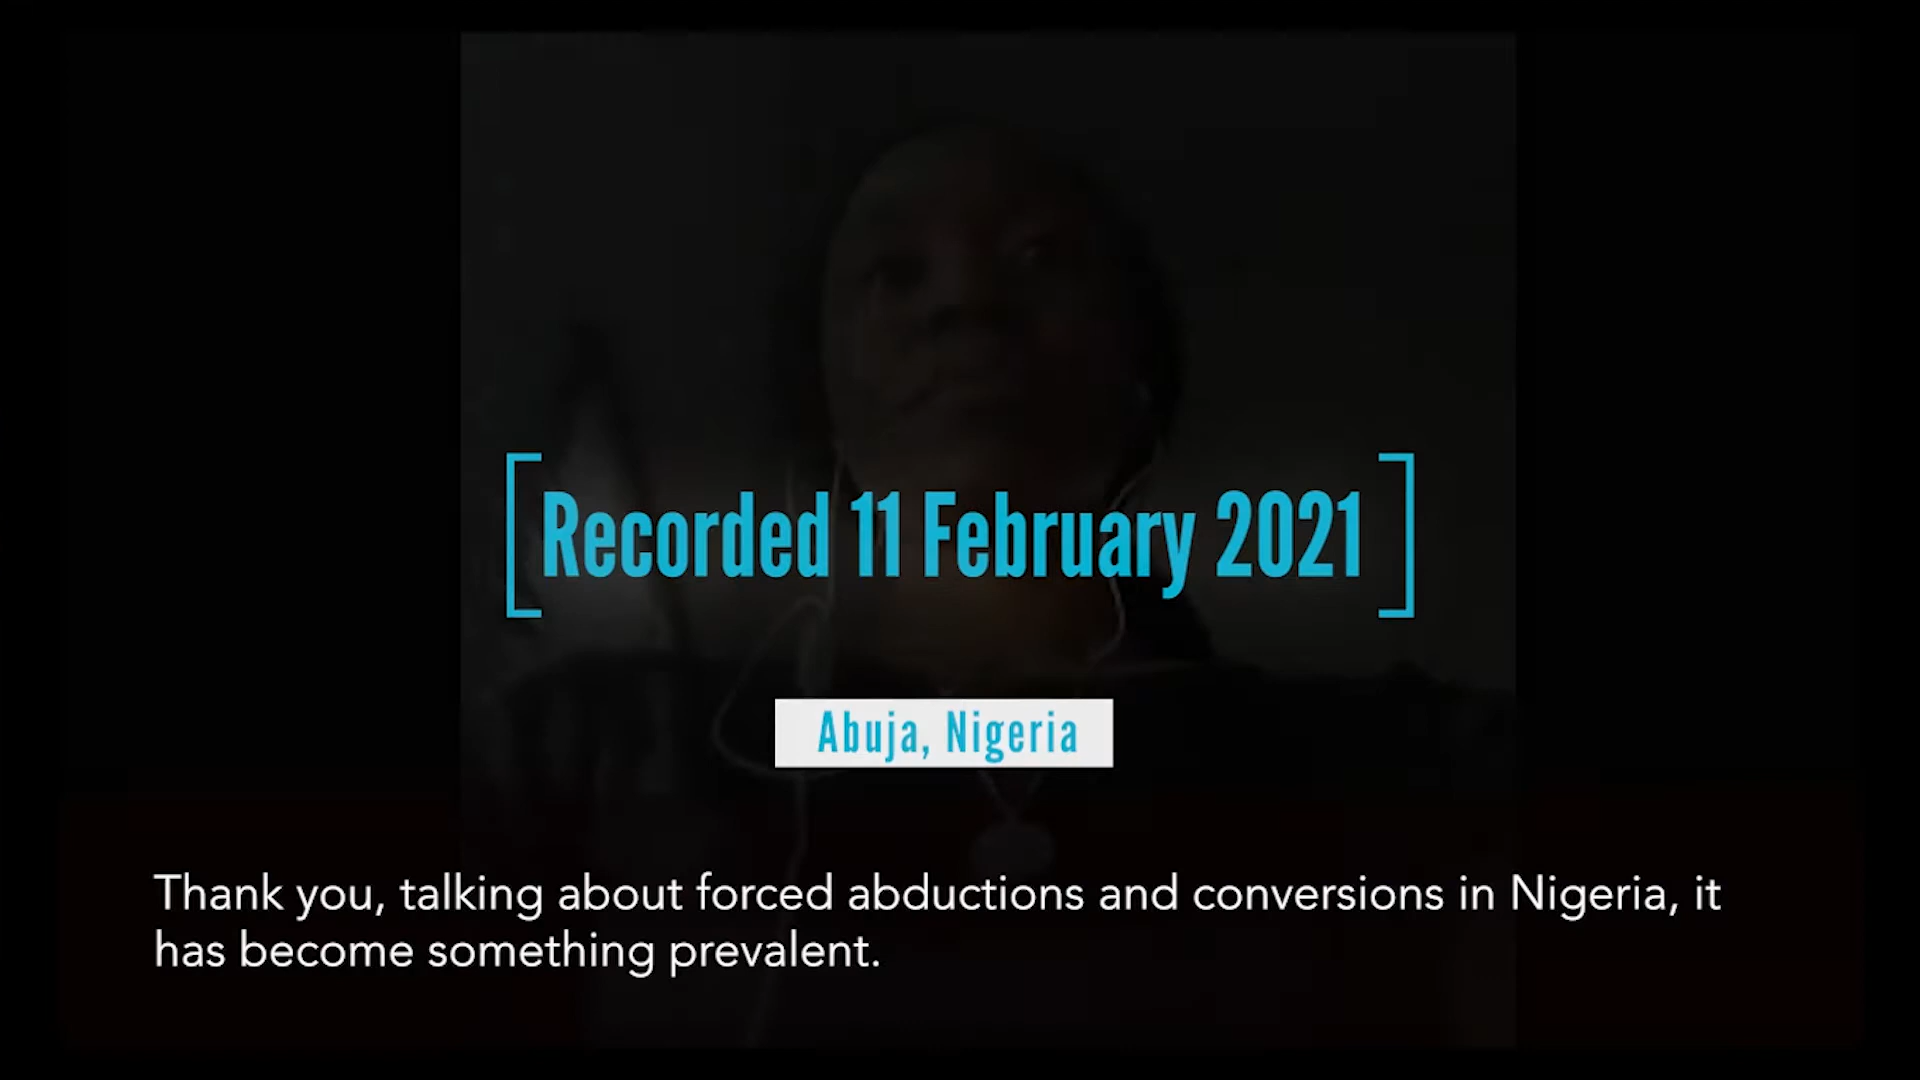 [Recorded 11 February 2021]
Abuja, Nigeria
Thank you, talking about forced abductions and conversions in Nigeria, it
has become something prevalent.